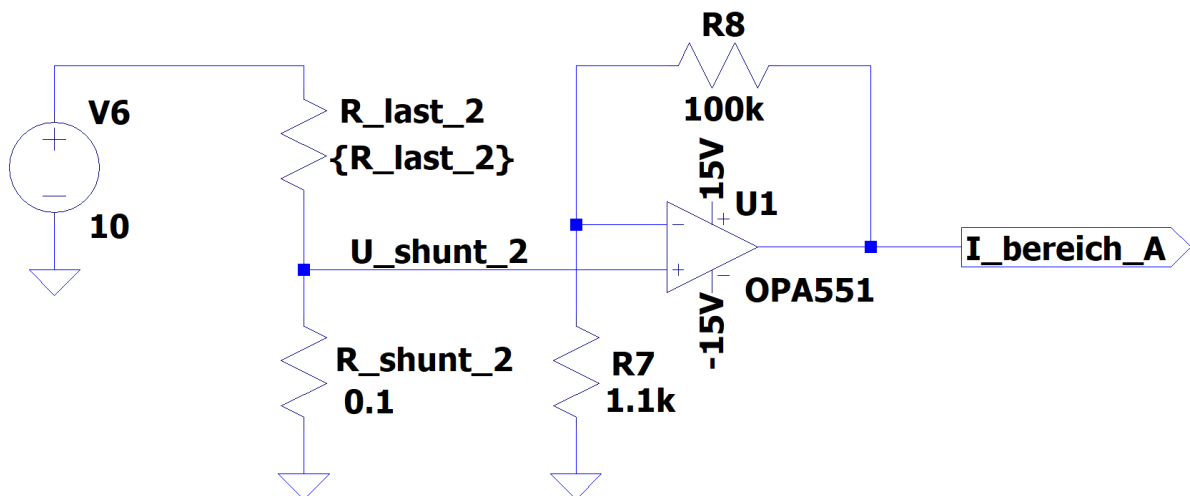 R8
100k
V6
10
R_last_2
{R_last_2}
15V
U1
U_shunt_2
I_bereich_A
OPA551
-15V
R_shunt_2
0.1
R7
1.1k